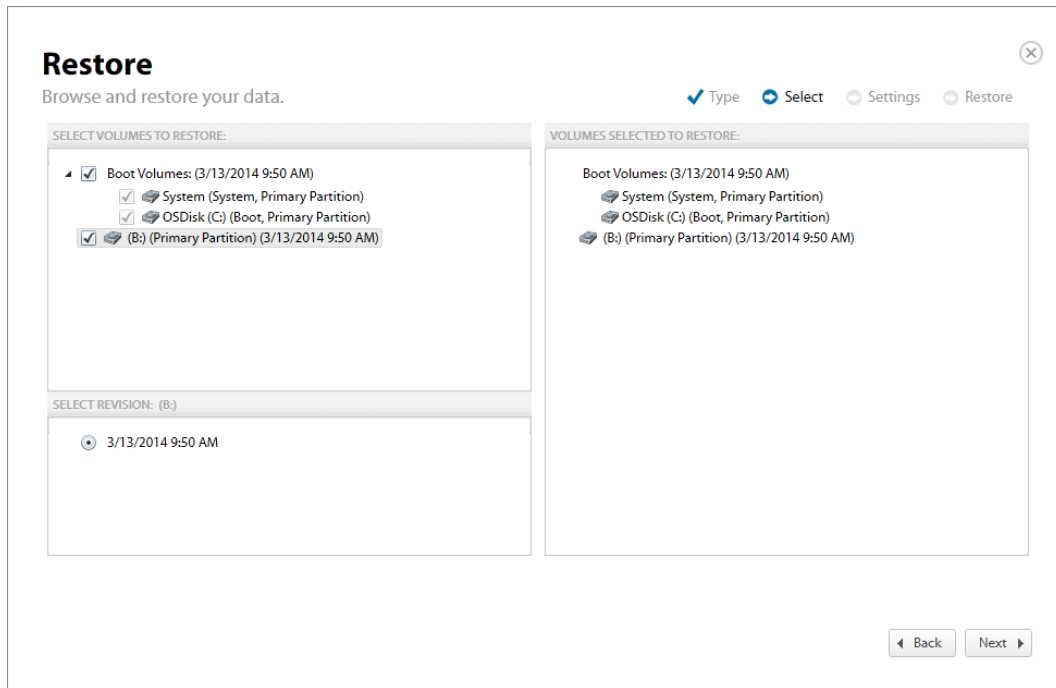 Restore
Browse and restore your data.
Type Select Settings Restore
SELECT VOLUMES TO RESTORE:
Boot Volumes: (3/13/2014 9:50 AM)
System (System, Primary Partition)
OSDisk (C:) (Boot, Primary Partition)
(B:) (Primary Partition) (3/13/2014 9:50 AM)
SELECT REVISION: (B:)
3/13/2014 9:50 AM
VOLUMES SELECTED TO RESTORE:
Boot Volumes: (3/13/2014 9:50 AM)
System (System, Primary Partition)
OSDisk (C:) (Boot, Primary Partition)
(B:) (Primary Partition) (3/13/2014 9:50 AM)
Back Next